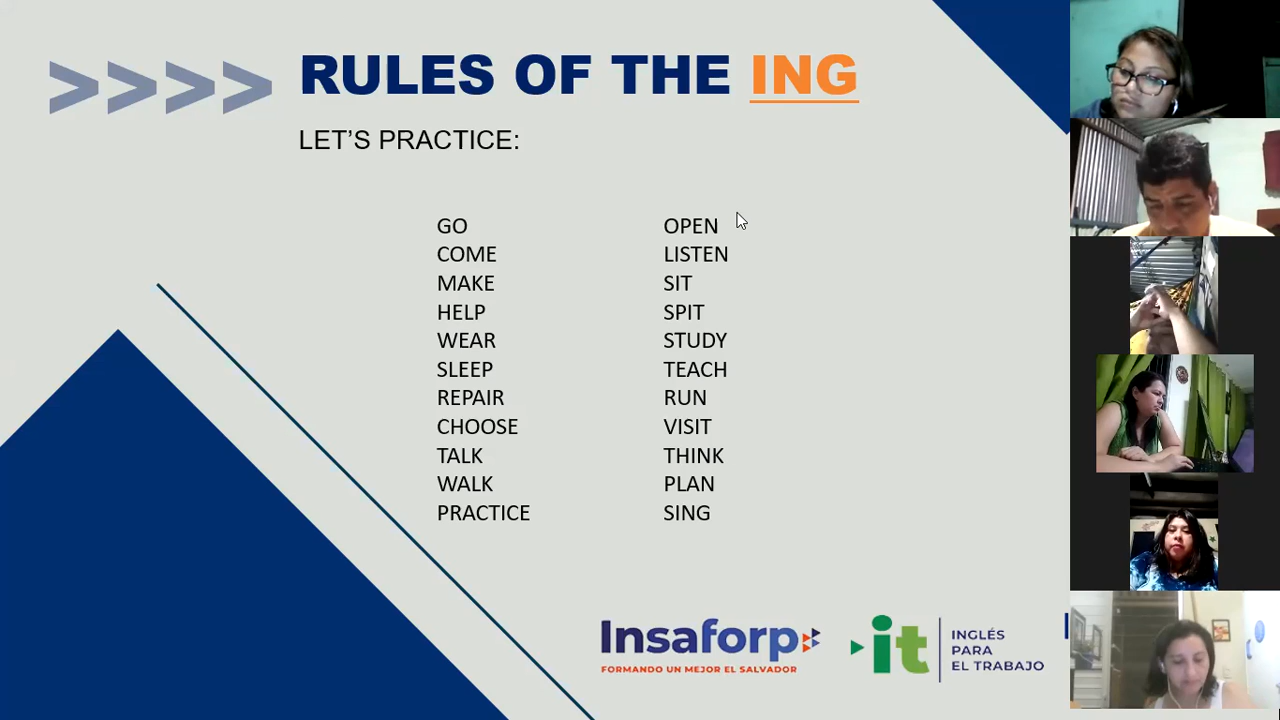 >>>> RULES OF THE ING
LET'S PRACTICE:
GO
COME
MAKE
HELP
WEAR
SLEEP
REPAIR
CHOOSE
TALK
WALK
PRACTICE
OPEN
LISTEN
SIT
SPIT
STUDY
TEACH
RUN
VISIT
THINK
PLAN
SING
Insaforp
FORMANDO UN MEJOR EL SALVADOR
it
INGLÉS
PARA
EL TRABAJO